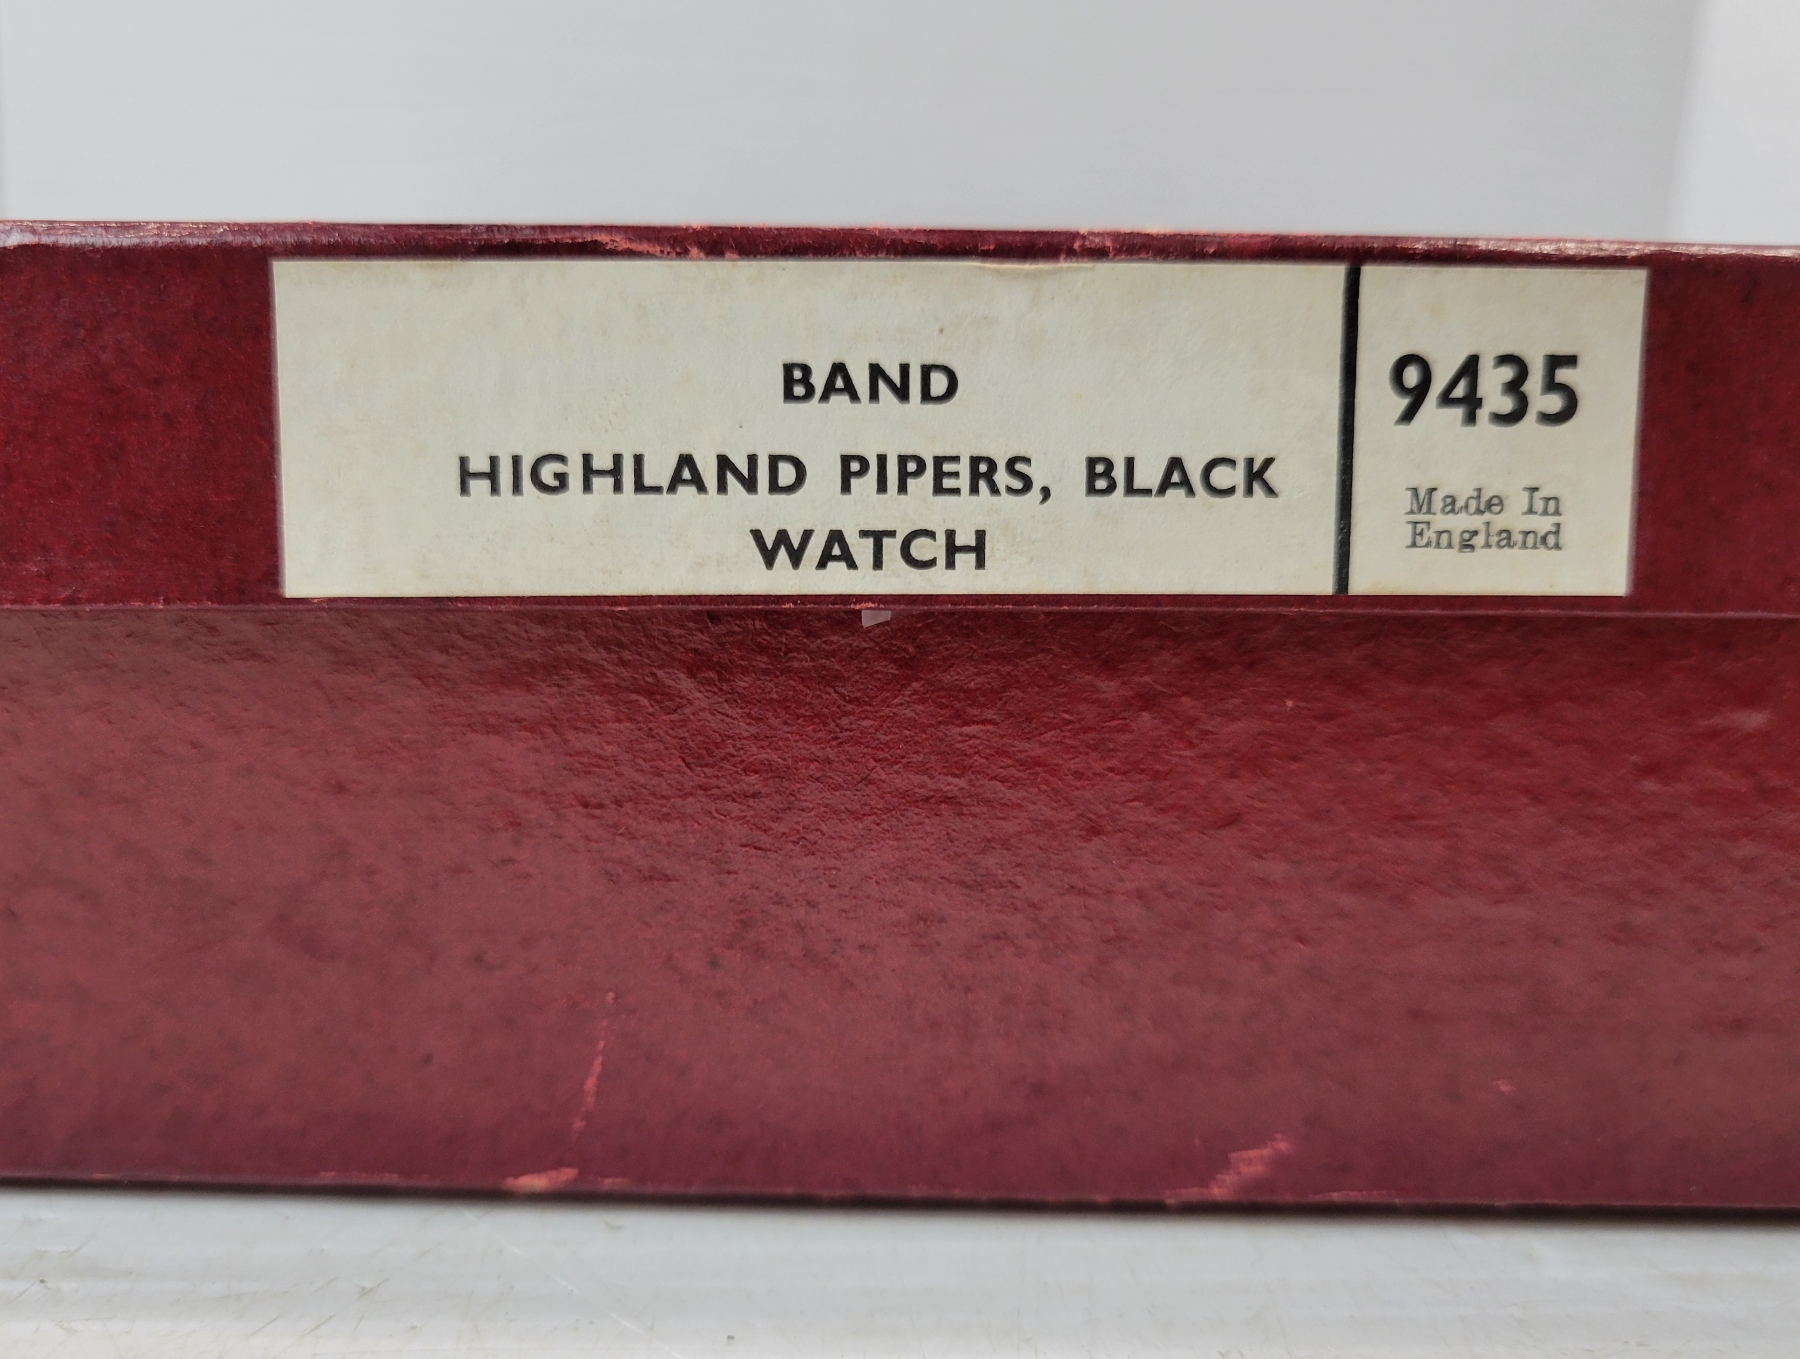 BAND
HIGHLAND PIPERS, BLACK
WATCH
9435
Made In
England